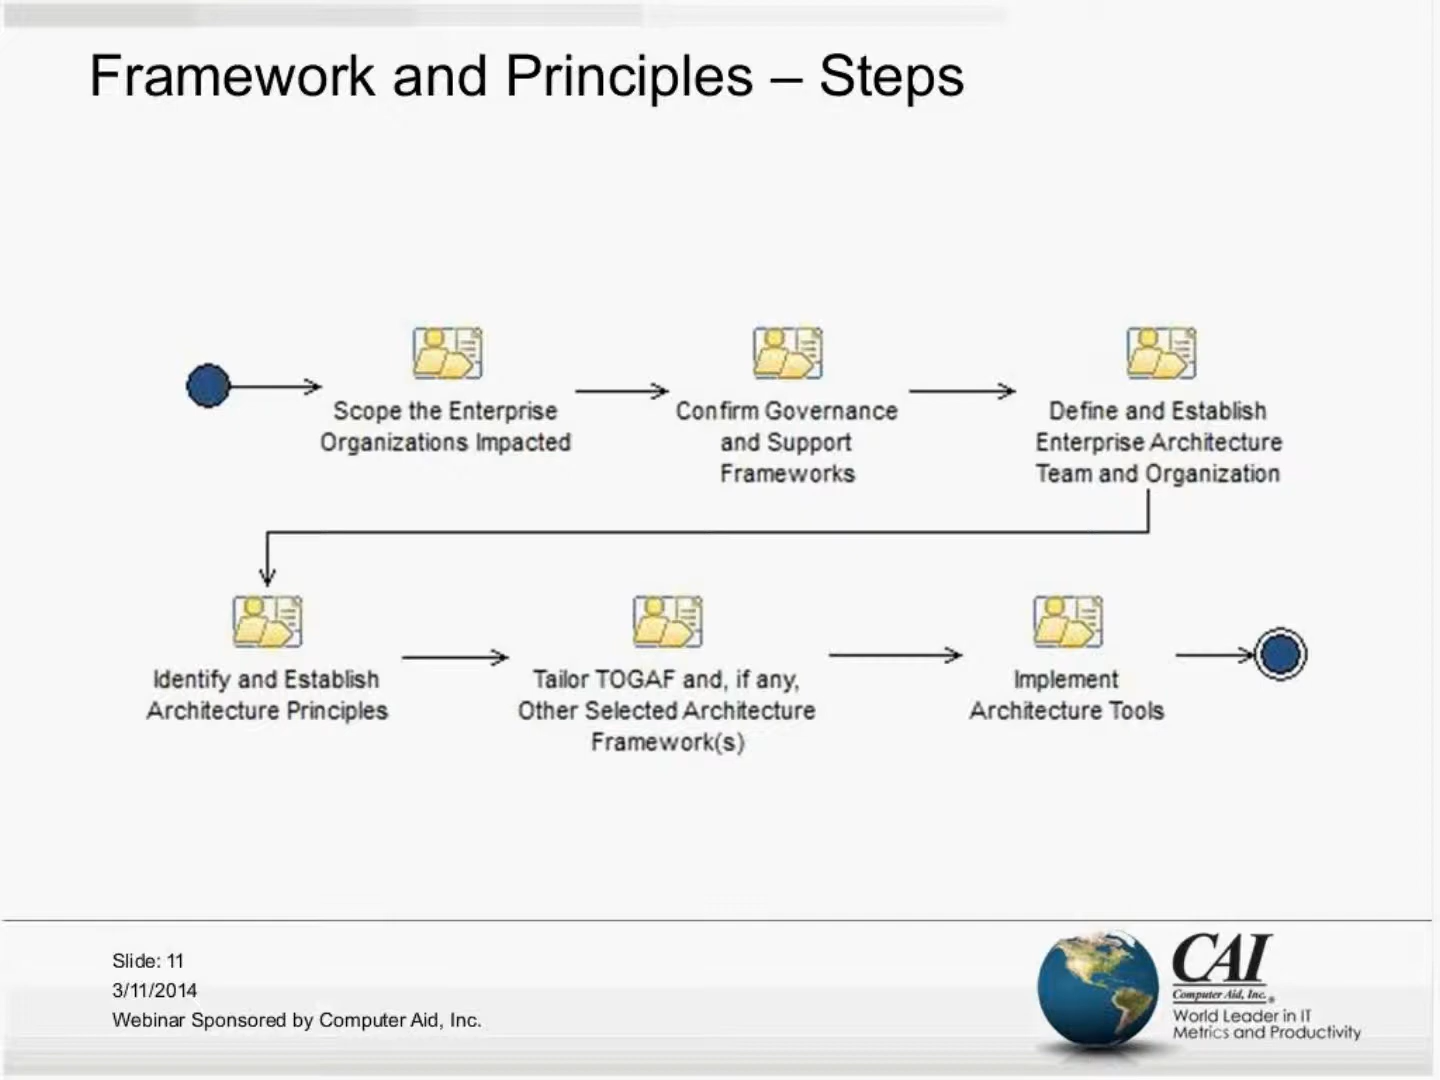 Framework and Principles – Steps
Scope the Enterprise
Organizations Impacted
Confirm Governance
and Support
Frameworks
Define and Establish
Enterprise Architecture
Team and Organization
Identify and Establish
Architecture Principles
Tailor TOGAF and, if any,
Other Selected Architecture
Framework(s)
Implement
Architecture Tools
Slide: 11
3/11/2014
Webinar Sponsored by Computer Aid, Inc.
CAI
Computer Aid, Inc.®
World Leader in IT
Metrics and Productivity